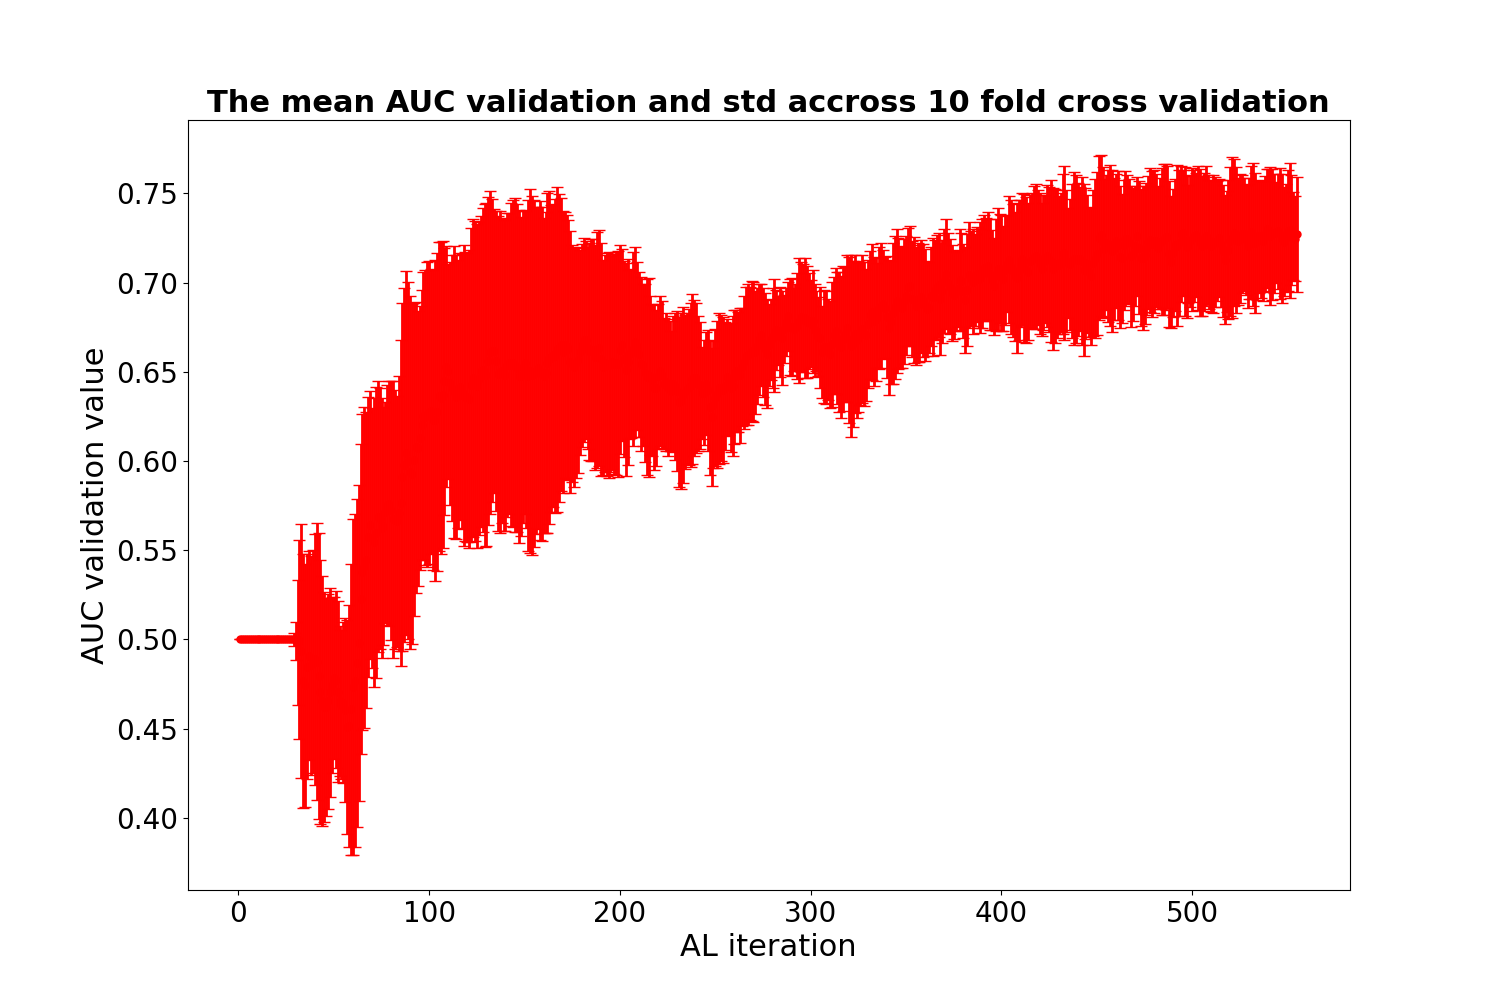 The mean AUC validation and std accross 10 fold cross validation
AUC validation value
0.75
0.70
0.65
0.60
0.55
0.50
0.45
0.40
0 100 200 300 400 500
AL iteration